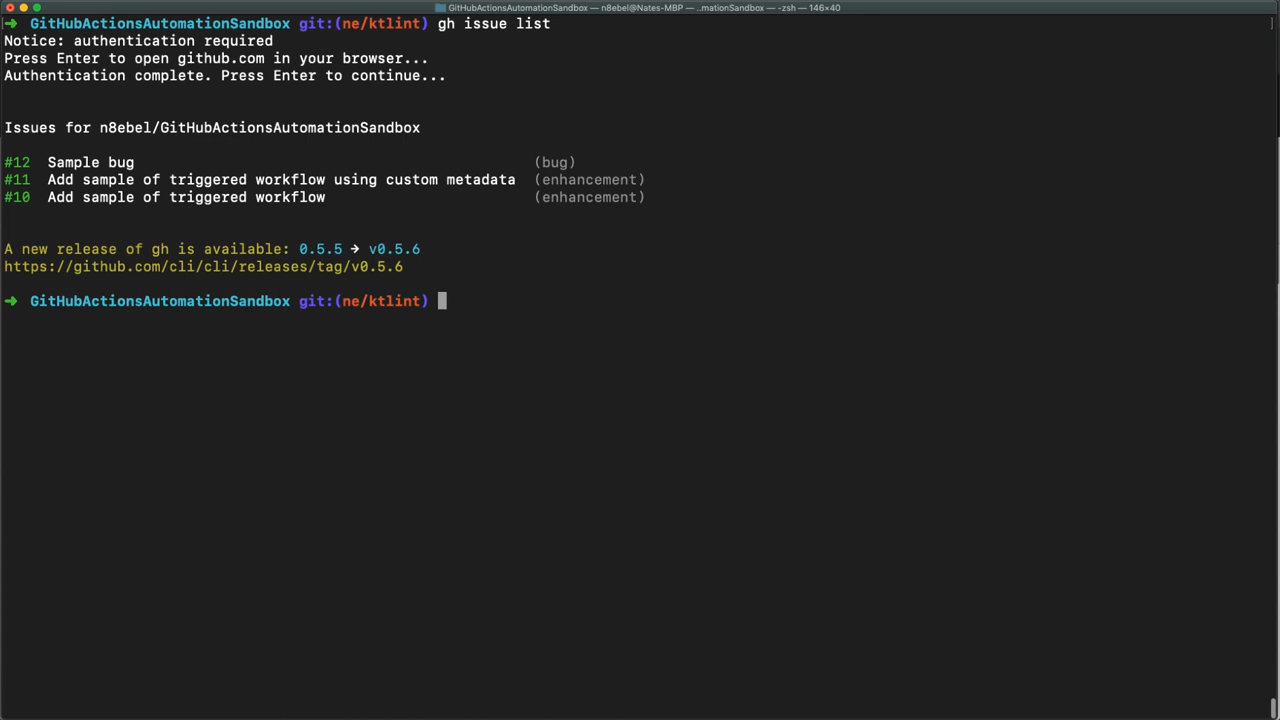 GitHubActionsAutomationSandbox — n8ebel@Nates-MBP — ..mationSandbox — -zsh — 146×40
➜ GitHubActionsAutomationSandbox git:(ne/ktlint) gh issue list
Notice: authentication required
Press Enter to open github.com in your browser...
Authentication complete. Press Enter to continue...
Issues for n8ebel/GitHubActionsAutomationSandbox
#12 Sample bug (bug)
#11 Add sample of triggered workflow using custom metadata (enhancement)
#10 Add sample of triggered workflow (enhancement)
A new release of gh is available: 0.5.5 → v0.5.6
https://github.com/cli/cli/releases/tag/v0.5.6
➜ GitHubActionsAutomationSandbox git:(ne/ktlint)